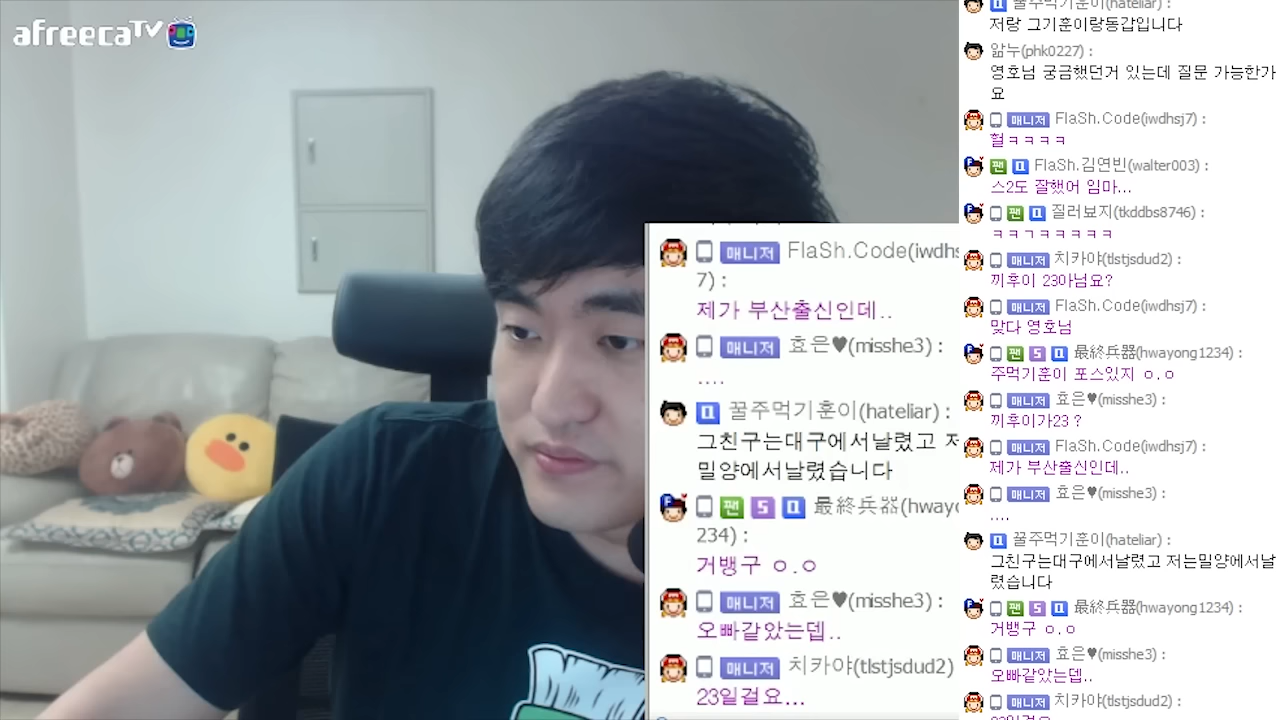 afreecaTV
FlaSh.Code(iwdhs
7) :
매니저
제가 부산출신인데..
매니저 효은♥(misshe3) :
....
꿀주먹기훈이(hateliar) :
그친구는대구에서날렸고 저
밀양에서날렸습니다
팬 S 最終兵器(hwayo
234) :
거뱅구 ㅇ.ㅇ
매니저 효은♥(misshe3) :
오빠같았는뎁..
매니저 치카야(tlstjsdud2)
23일걸요...
꿀주먹기훈이(hateliar) :
저랑 그기훈이랑동갑입니다
앎누(phk0227) :
영호님 궁금했던거 있는데 질문 가능한가
요
매니저 FlaSh.Code(iwdhsj7) :
헐ㅋㅋㅋㅋ
팬 FlaSh.김연빈(walter003) :
스2도 잘했어 임마...
팬 질러보지(tkddbs8746) :
ㅋㅋㄱㅋㅋㅋㅋㅋ
매니저 치카야(tlstjsdud2) :
끼후이 23아넘요?
매니저 FlaSh.Code(iwdhsj7) :
맞다 영호님
팬 S 最終兵器(hwayong1234) :
주먹기훈이 포스있지 ㅇ.ㅇ
매니저 효은♥(misshe3) :
끼후이가23 ?
매니저 FlaSh.Code(iwdhsj7) :
제가 부산출신인데..
매니저 효은♥(misshe3) :
....
꿀주먹기훈이(hateliar) :
그친구는대구에서날렸고 저는밀양에서날
렸습니다
팬 S 最終兵器(hwayong1234) :
거뱅구 ㅇ.ㅇ
매니저 효은♥(misshe3) :
오빠같았는뎁..
매니저 치카야(tlstjsdud2) :